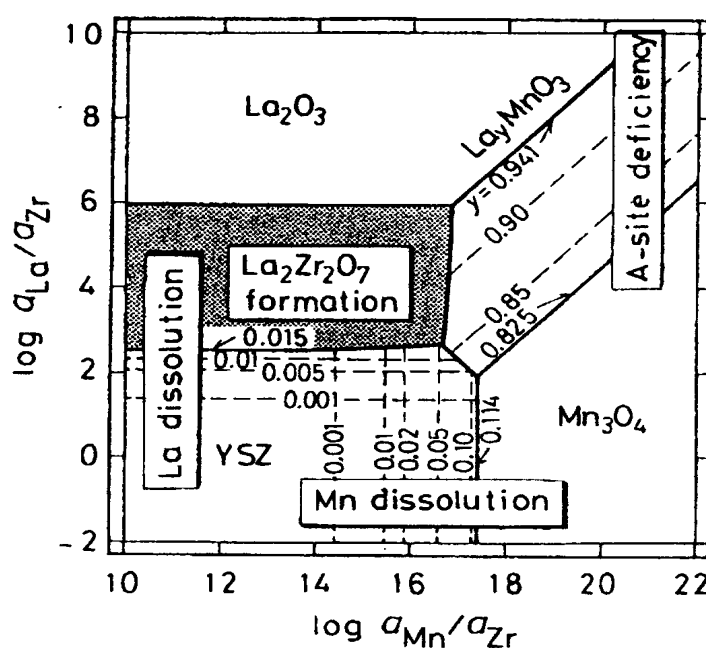 10
8
6
4
2
0
-2
log aLa/aZr
La2O3
LayMnO3
y=0.941
0.90
0.85
0.825
A-site deficiency
La2Zr2O7
formation
La dissolution
0.015
0.01
0.005
0.001
YSZ
0.001
0.01
0.02
0.05
0.10
0.114
Mn3O4
Mn dissolution
10 12 14 16 18 20 22
log aMn/aZr